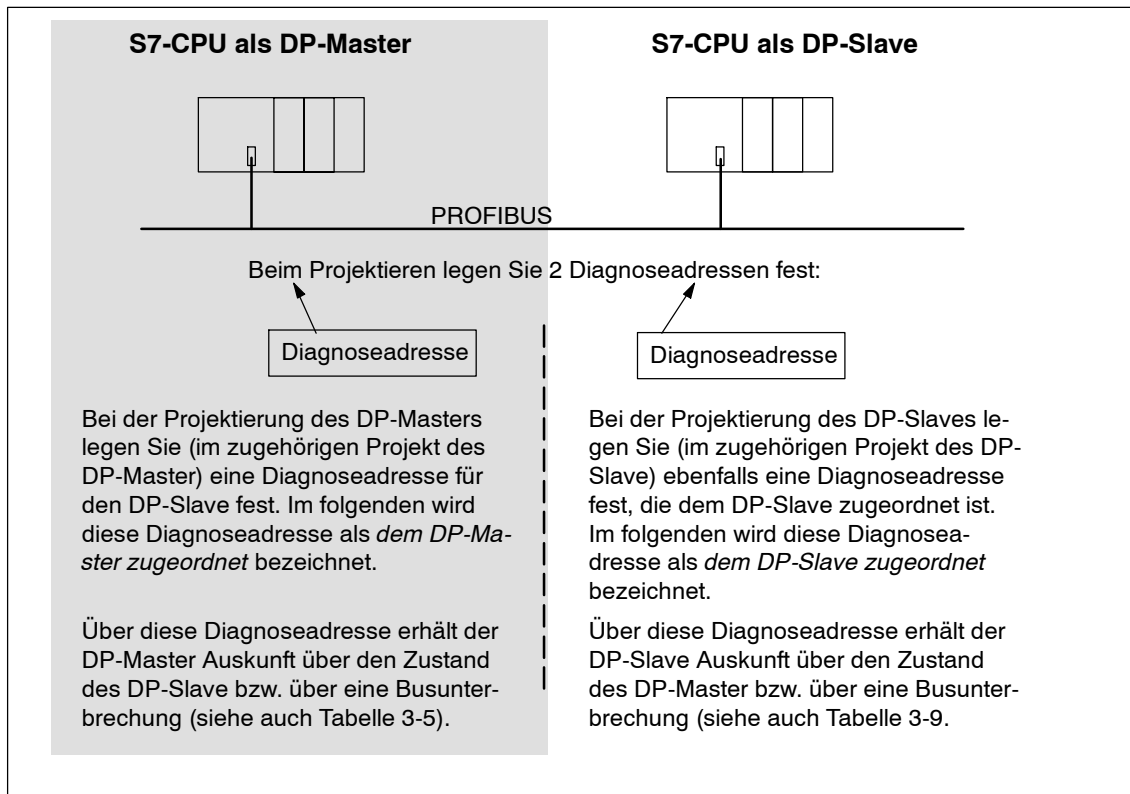 S7-CPU als DP-Master
S7-CPU als DP-Slave
PROFIBUS
Beim Projektieren legen Sie 2 Diagnoseadressen fest:
Diagnoseadresse
Diagnoseadresse
Bei der Projektierung des DP-Masters
legen Sie (im zugehörigen Projekt des
DP-Master) eine Diagnoseadresse für
den DP-Slave fest. Im folgenden wird
diese Diagnoseadresse als dem DP-Ma-
ster zugeordnet bezeichnet.
Über diese Diagnoseadresse erhält der
DP-Master Auskunft über den Zustand
des DP-Slave bzw. über eine Busunter-
brechung (siehe auch Tabelle 3-5).
Bei der Projektierung des DP-Slaves le-
gen Sie (im zugehörigen Projekt des DP-
Slave) ebenfalls eine Diagnoseadresse
fest, die dem DP-Slave zugeordnet ist.
Im folgenden wird diese Diagnosea-
dresse als dem DP-Slave zugeordnet
bezeichnet.
Über diese Diagnoseadresse erhält der
DP-Slave Auskunft über den Zustand
des DP-Master bzw. über eine Busunter-
brechung (siehe auch Tabelle 3-9.